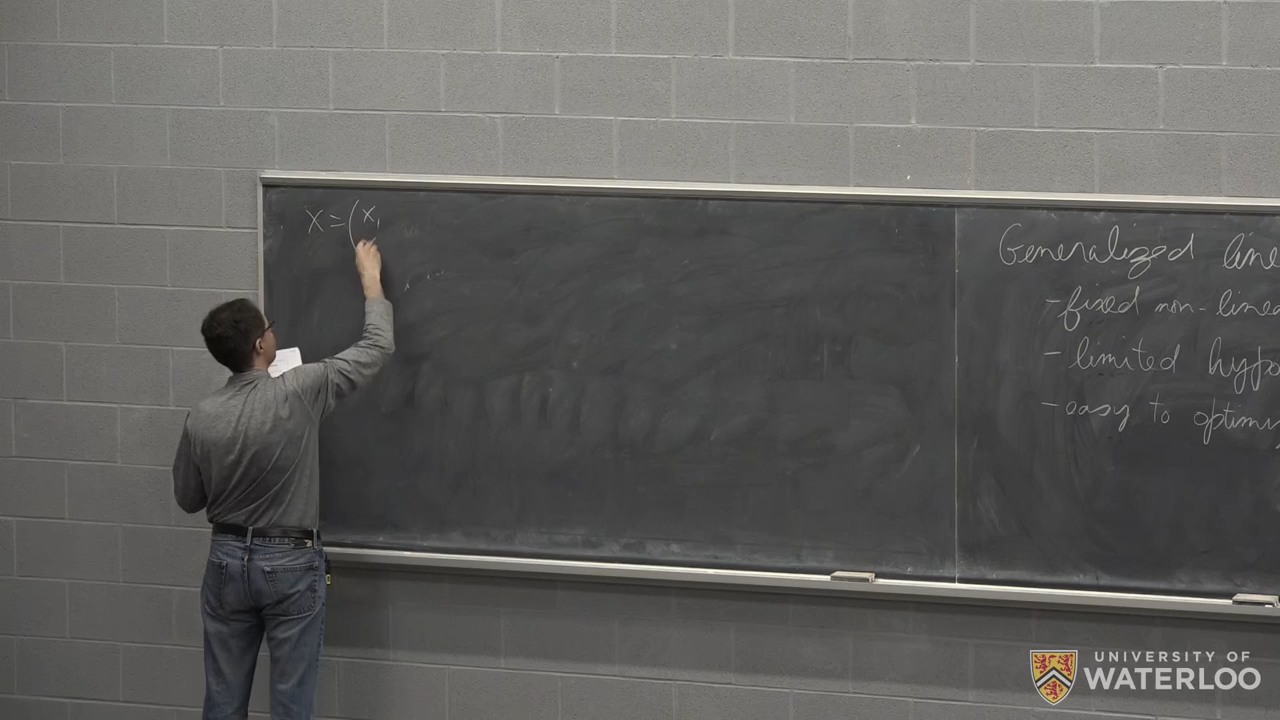 X = ( X₁
Generalized line
- fixed non-linea
- limited hypo
- easy to optimi
UNIVERSITY OF
WATERLOO